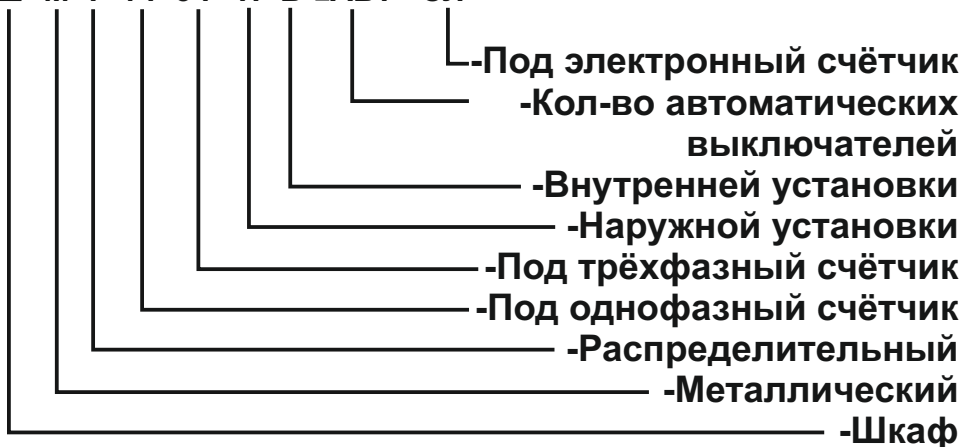 -Под электронный счётчик
-Кол-во автоматических
выключателей
-Внутренней установки
-Наружной установки
-Под трёхфазный счётчик
-Под однофазный счётчик
-Распределительный
-Металлический
-Шкаф